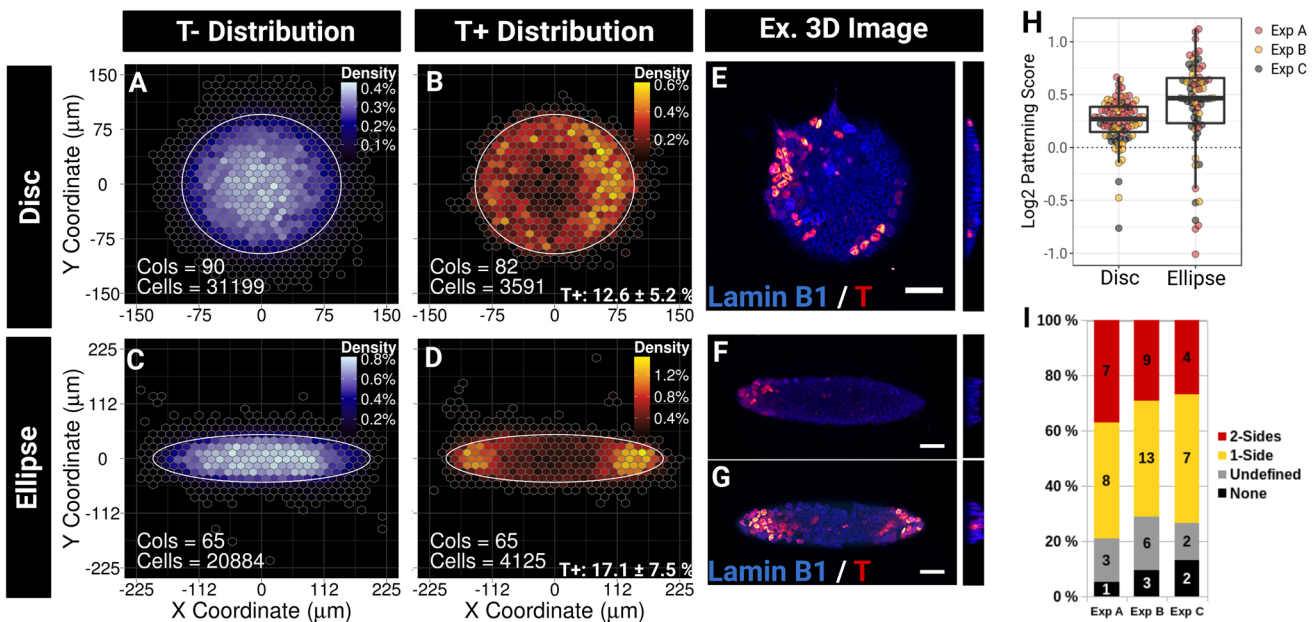 T- Distribution
T+ Distribution
Ex. 3D Image
Disc
Ellipse
A
Density
0.4%
0.3%
0.2%
0.1%
Y Coordinate (μm)
150
75
0
-75
-150
Cols = 90
Cells = 31199
-150
-75
0
75
150
B
Density
0.6%
0.4%
0.2%
Cols = 82
Cells = 3591
T+: 12.6 ± 5.2 %
-150
-75
0
75
150
E
Lamin B1 / T
C
Density
0.8%
0.6%
0.4%
0.2%
Y Coordinate (μm)
225
112
0
-112
-225
Cols = 65
Cells = 20884
-225
-112
0
112
225
X Coordinate (μm)
D
Density
1.2%
0.8%
0.4%
Cols = 65
Cells = 4125
T+: 17.1 ± 7.5 %
-225
-112
0
112
225
X Coordinate (μm)
F
G
Lamin B1 / T
H
Log2 Patterning Score
1.0
0.5
0.0
-0.5
-1.0
Disc
Ellipse
Exp A
Exp B
Exp C
I
100 %
80 %
60 %
40 %
20 %
0 %
7
9
4
8
13
7
3
6
2
1
3
2
Exp A
Exp B
Exp C
2-Sides
1-Side
Undefined
None